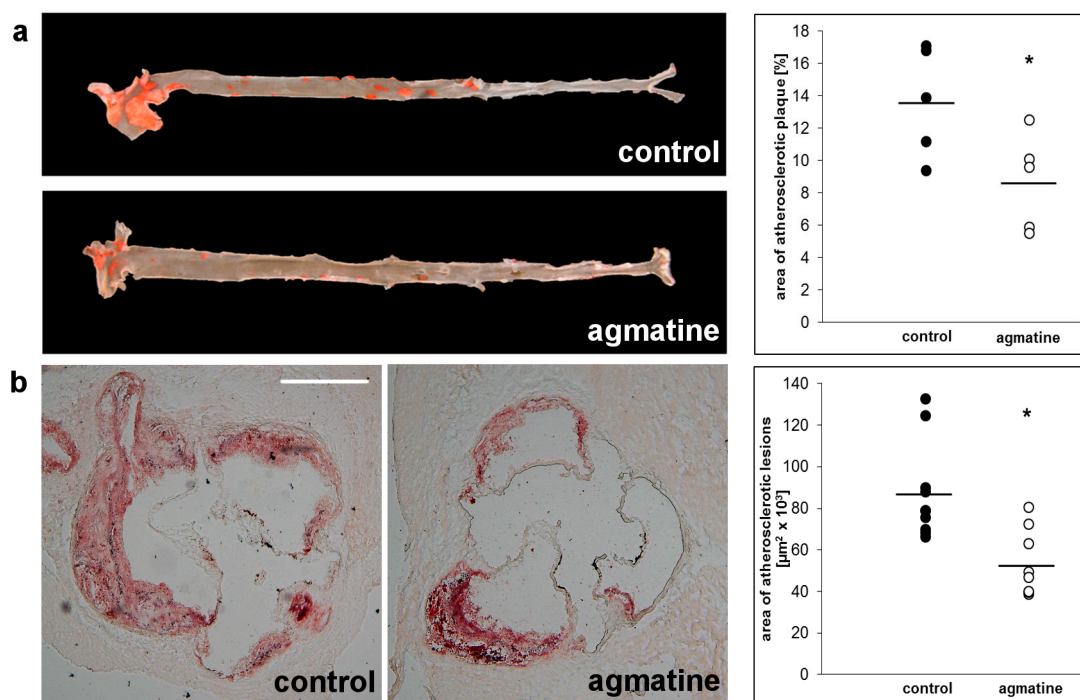 a
control
agmatine
area of atherosclerotic plaque [%]
18
16
14
12
10
8
6
4
2
0
*
control
agmatine
b
control
agmatine
area of atherosclerotic lesions
[µm² x 10³]
140
120
100
80
60
40
20
0
*
control
agmatine